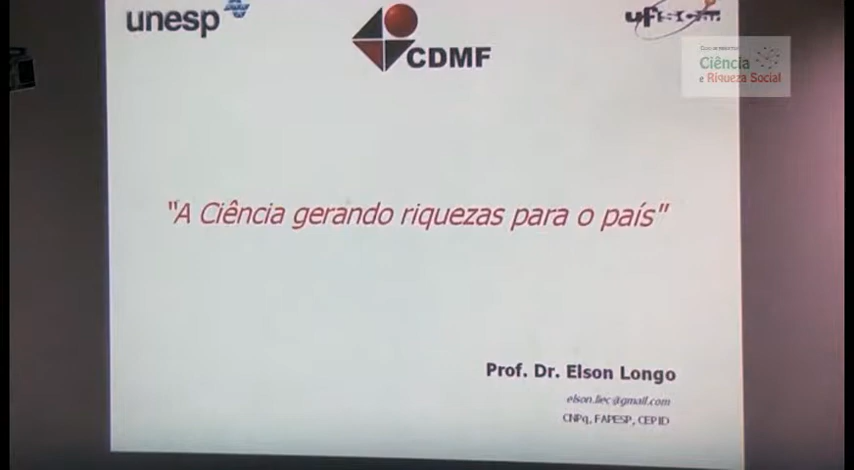 unesp
CDMF
Ciência
e Riqueza Social
"A Ciência gerando riquezas para o país"
Prof. Dr. Elson Longo
elson.liec@gmail.com
CNPq, FAPESP, CEPID